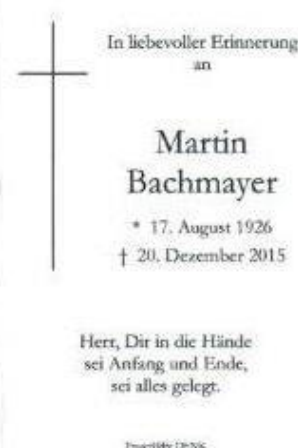 In liebevoller Erinnerung
an
Martin
Bachmayer
* 17. August 1926
† 20. Dezember 2015
Herr, Dir in die Hände
sei Anfang und Ende,
sei alles gelegt.
DENK